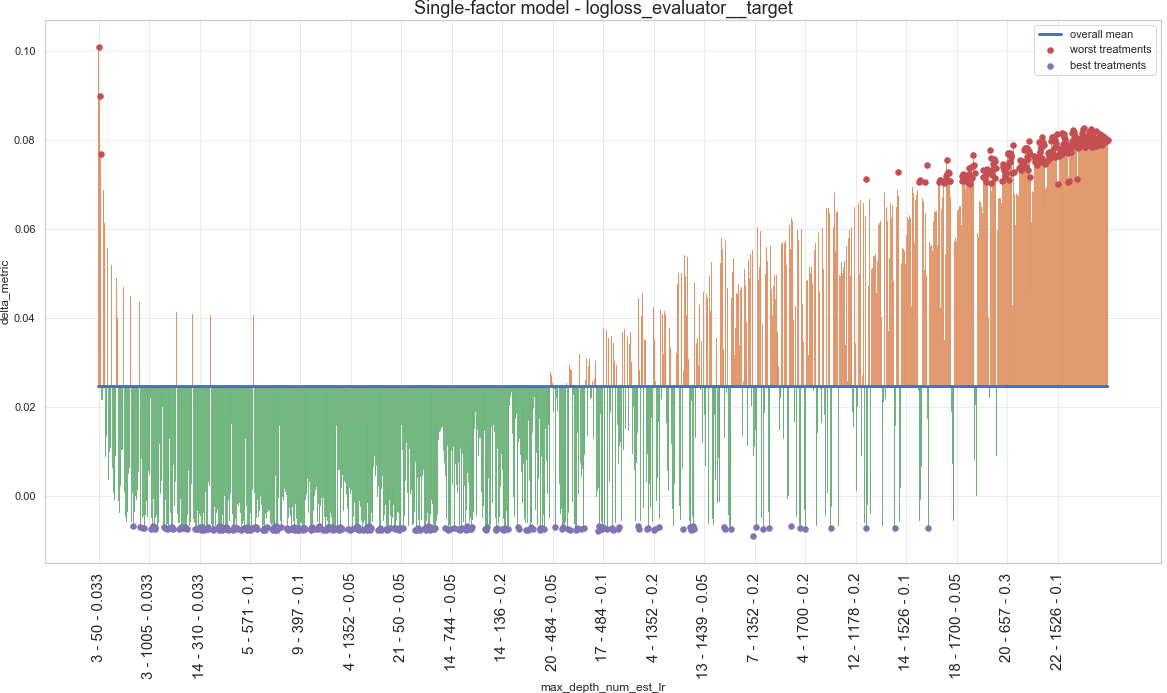 Single-factor model - logloss_evaluator__target
overall mean
worst treatments
best treatments
0.10
0.08
0.06
0.04
0.02
0.00
delta_metric
3 - 50 - 0.033
3 - 1005 - 0.033
14 - 310 - 0.033
5 - 571 - 0.1
9 - 397 - 0.1
4 - 1352 - 0.05
21 - 50 - 0.05
14 - 744 - 0.05
14 - 136 - 0.2
20 - 484 - 0.05
17 - 484 - 0.1
4 - 1352 - 0.2
13 - 1439 - 0.05
7 - 1352 - 0.2
4 - 1700 - 0.2
12 - 1178 - 0.2
14 - 1526 - 0.1
18 - 1700 - 0.05
20 - 657 - 0.3
22 - 1526 - 0.1
max_depth_num_est_lr